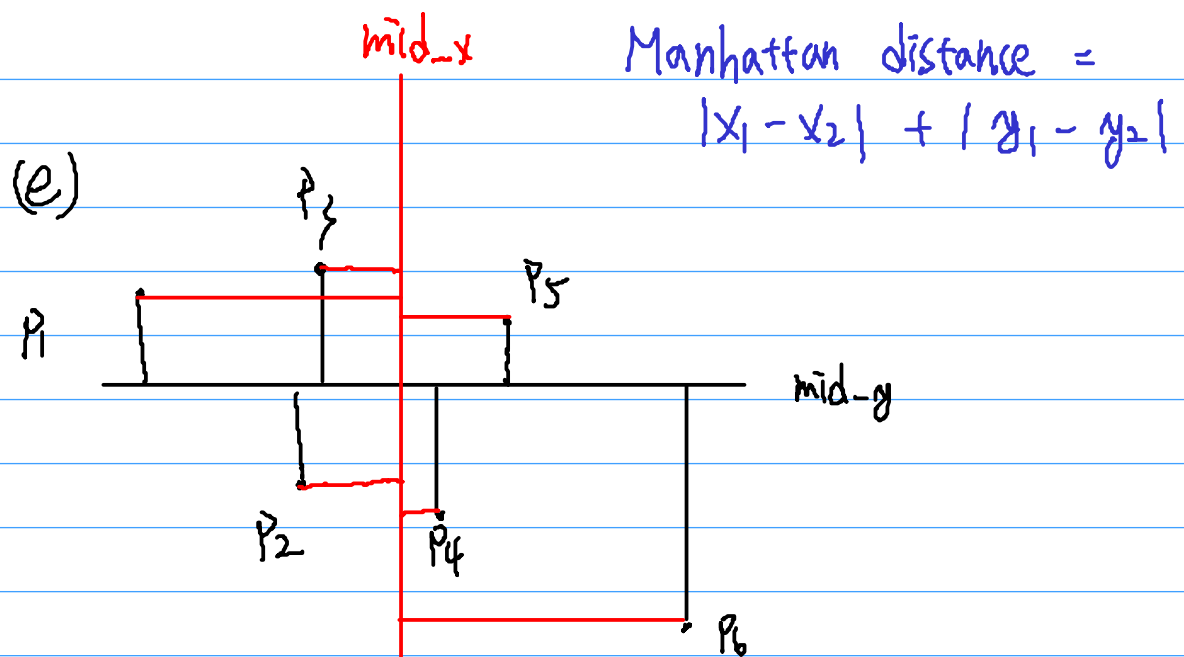 mid_x
Manhattan distance =
|x₁ - x₂| + |y₁ - y₂|
(e)
P₃
P₅
P₁
mid_y
P₂
P₄
P₆